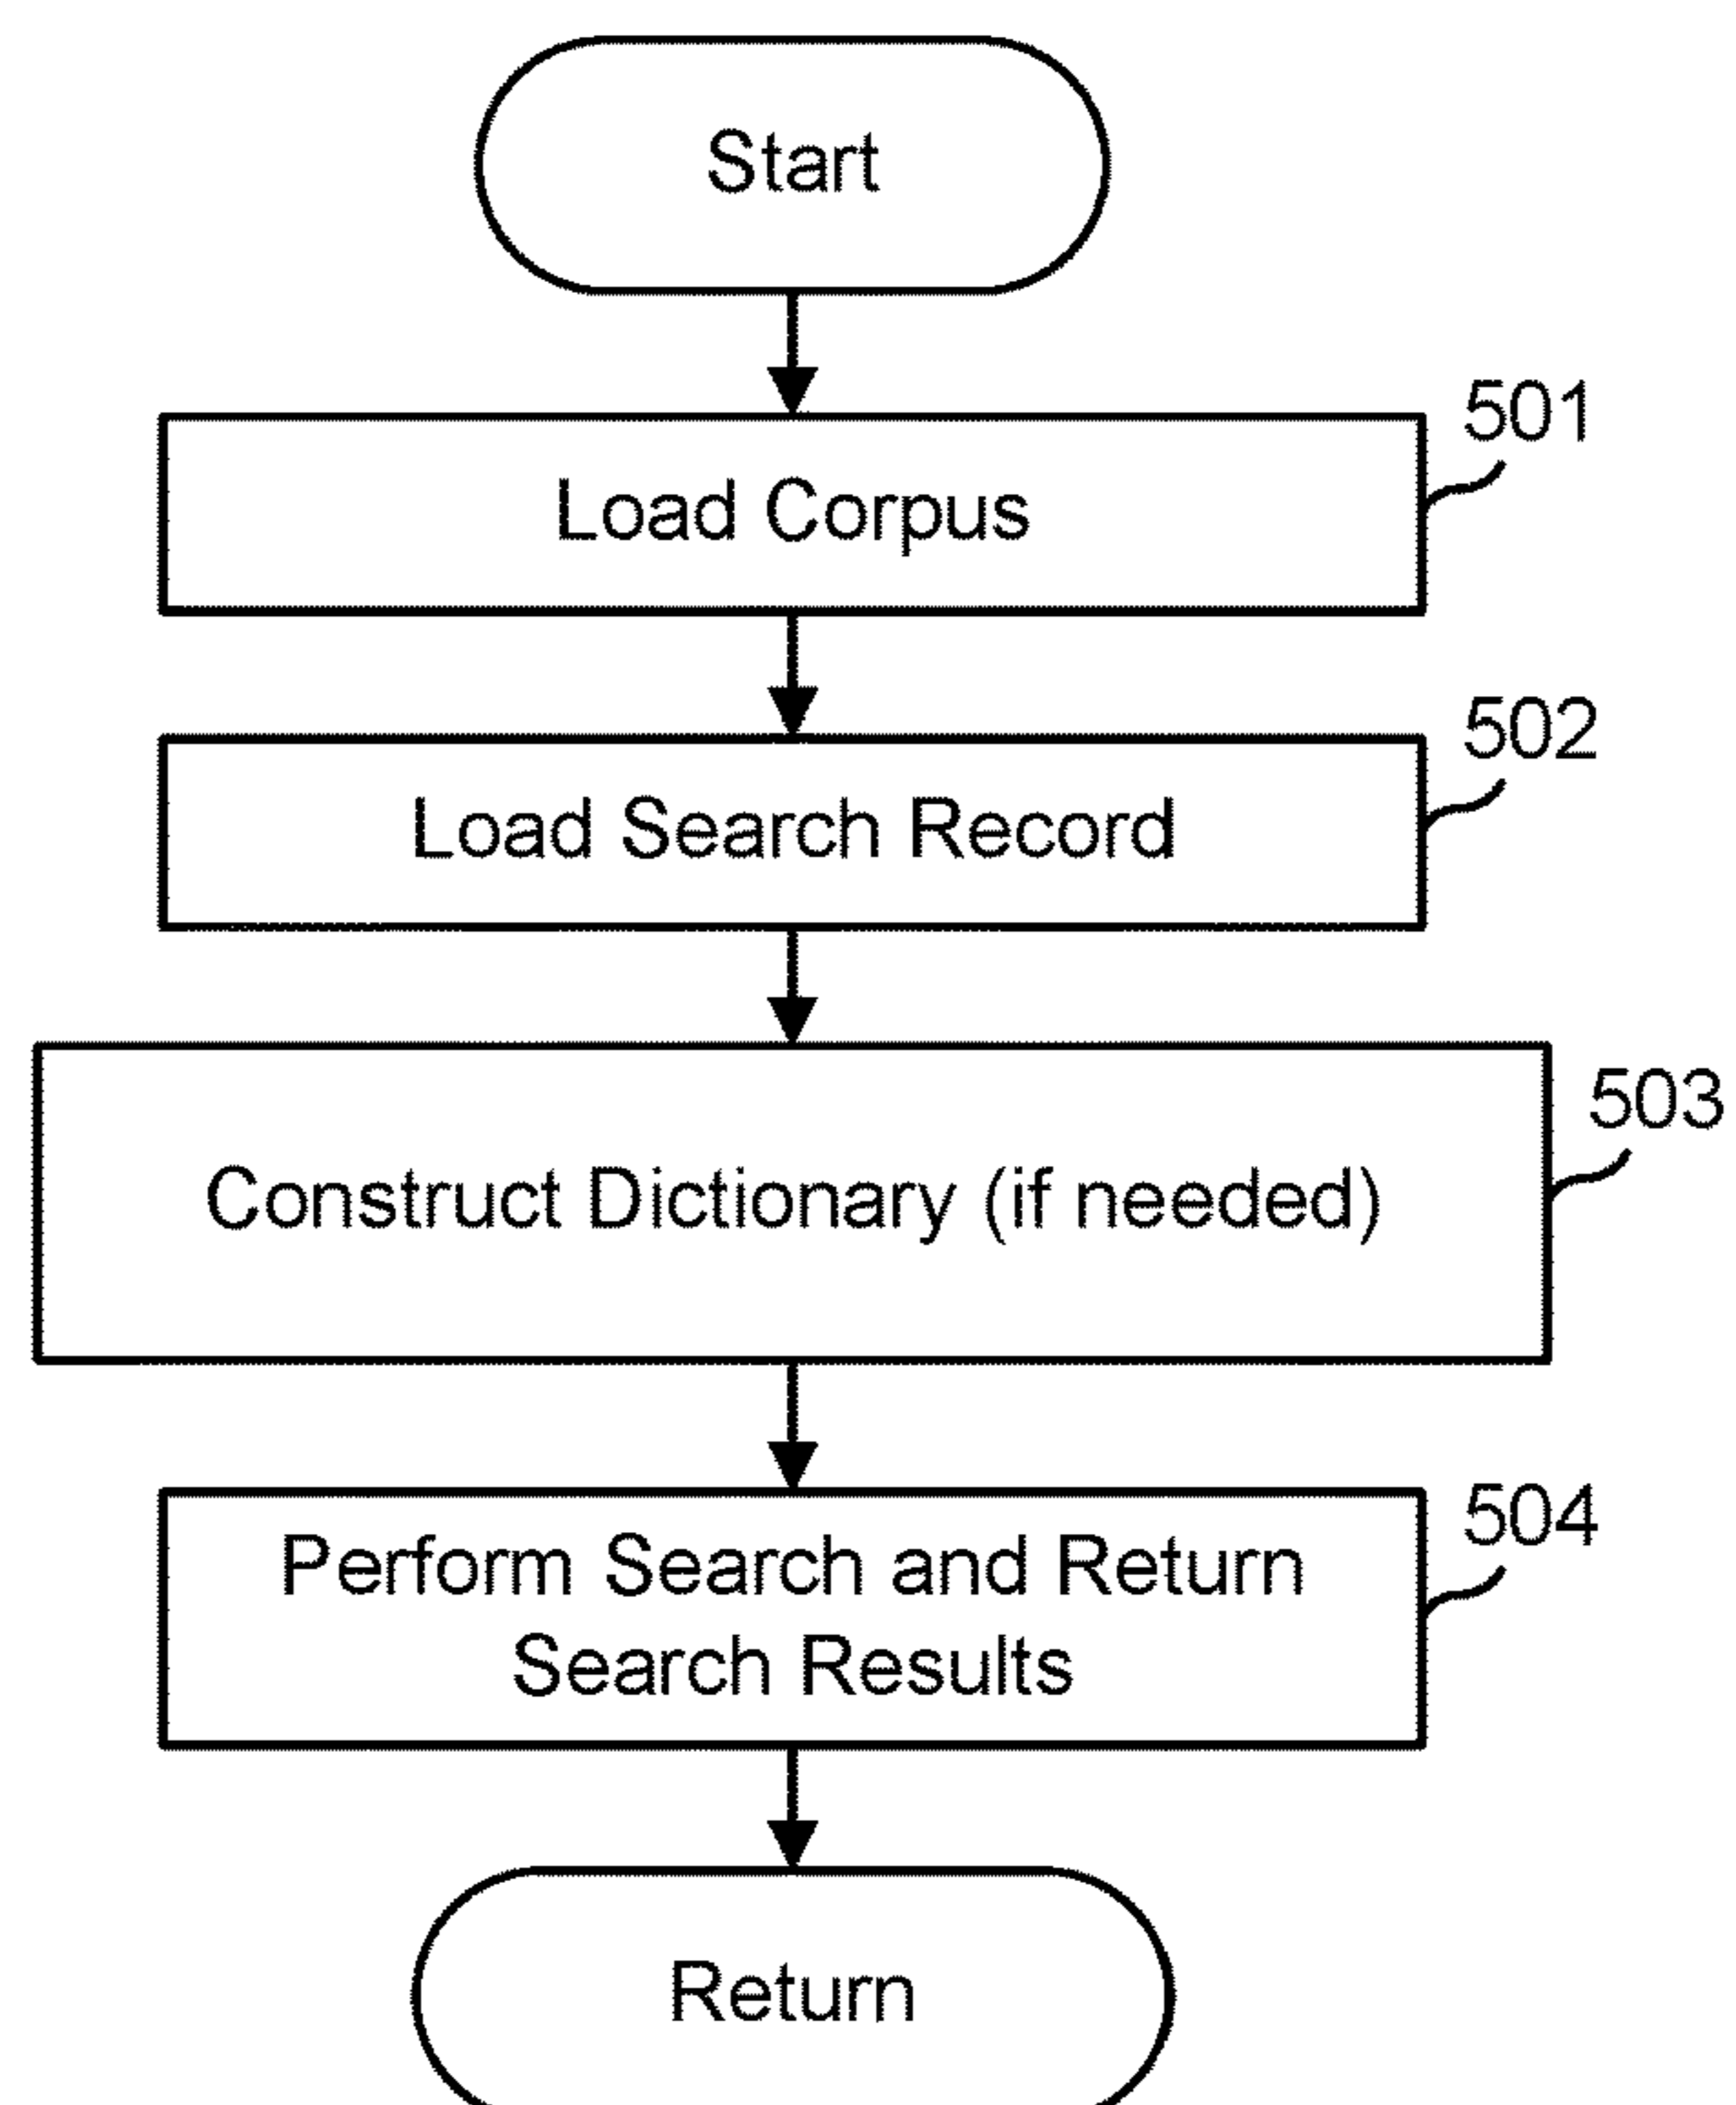 Start
501
Load Corpus
502
Load Search Record
503
Construct Dictionary (if needed)
504
Perform Search and Return
Search Results
Return